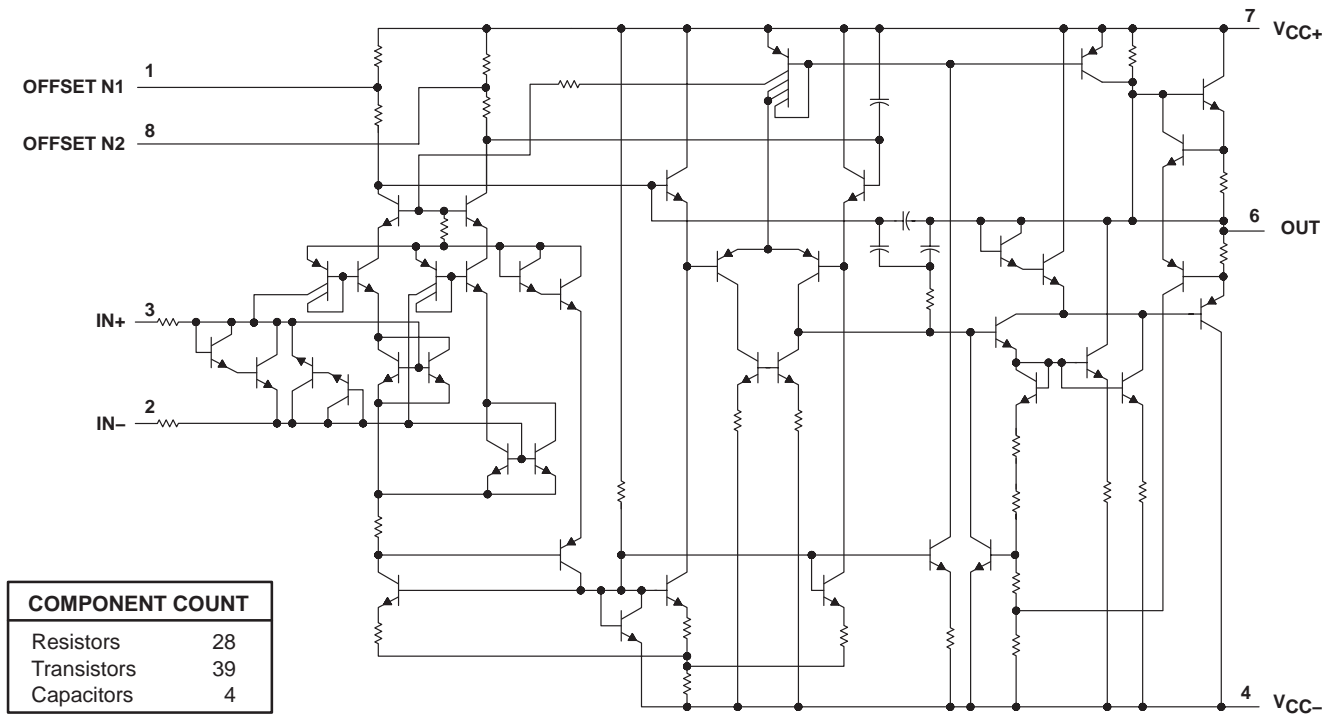 7
VCC+
1
OFFSET N1
8
OFFSET N2
6
OUT
3
IN+
2
IN–
COMPONENT COUNT
Resistors 28
Transistors 39
Capacitors 4
4
VCC–